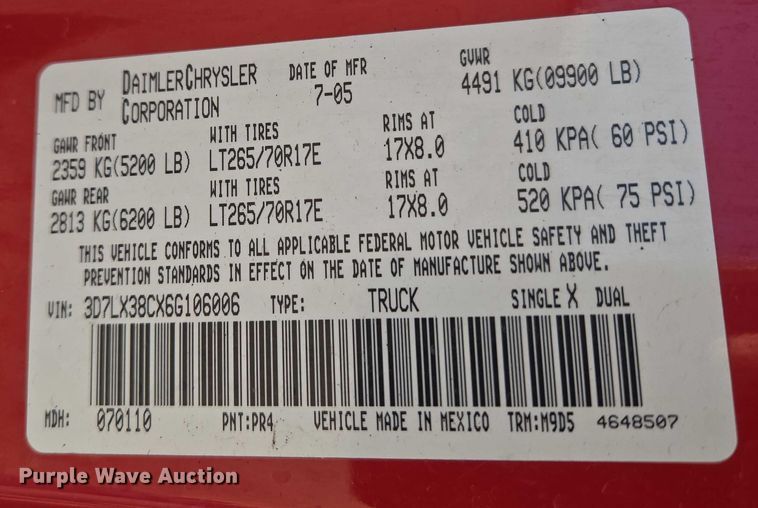 MFD BY DAIMLERCHRYSLER CORPORATION
DATE OF MFR 7-05
GVWR 4491 KG(09900 LB)
GAWR FRONT WITH TIRES RIMS AT COLD
2359 KG(5200 LB) LT265/70R17E 17X8.0 410 KPA( 60 PSI)
GAWR REAR WITH TIRES RIMS AT COLD
2813 KG(6200 LB) LT265/70R17E 17X8.0 520 KPA( 75 PSI)
THIS VEHICLE CONFORMS TO ALL APPLICABLE FEDERAL MOTOR VEHICLE SAFETY AND THEFT
PREVENTION STANDARDS IN EFFECT ON THE DATE OF MANUFACTURE SHOWN ABOVE.
VIN: 3D7LX38CX6G106006 TYPE: TRUCK SINGLE X DUAL
MDH: 070110 PNT:PR4 VEHICLE MADE IN MEXICO TRM:M9D5 4648507
Purple Wave Auction